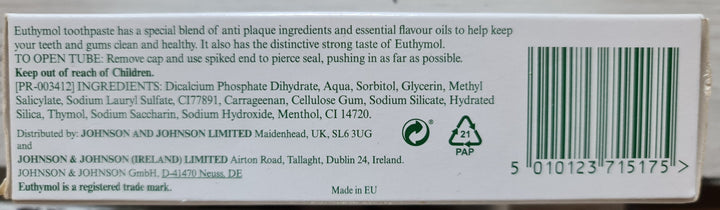 Euthymol toothpaste has a special blend of anti plaque ingredients and essential flavour oils to help keep
your teeth and gums clean and healthy. It also has the distinctive strong taste of Euthymol.
TO OPEN TUBE: Remove cap and use spiked end to pierce seal, pushing in as far as possible.
Keep out of reach of Children.
[PR-003412] INGREDIENTS: Dicalcium Phosphate Dihydrate, Aqua, Sorbitol, Glycerin, Methyl
Salicylate, Sodium Lauryl Sulfate, CI77891, Carrageenan, Cellulose Gum, Sodium Silicate, Hydrated
Silica, Thymol, Sodium Saccharin, Sodium Hydroxide, Menthol, CI 14720.
Distributed by: JOHNSON AND JOHNSON LIMITED Maidenhead, UK, SL6 3UG
and
JOHNSON & JOHNSON (IRELAND) LIMITED Airton Road, Tallaght, Dublin 24, Ireland.
JOHNSON & JOHNSON GmbH, D-41470 Neuss, DE
Euthymol is a registered trade mark.
Made in EU
21
PAP
5 010123 715175 >